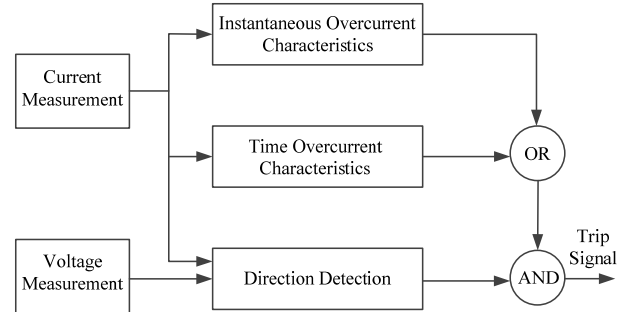 Instantaneous Overcurrent
Characteristics
Current
Measurement
Time Overcurrent
Characteristics
OR
Voltage
Measurement
Direction Detection
AND
Trip
Signal